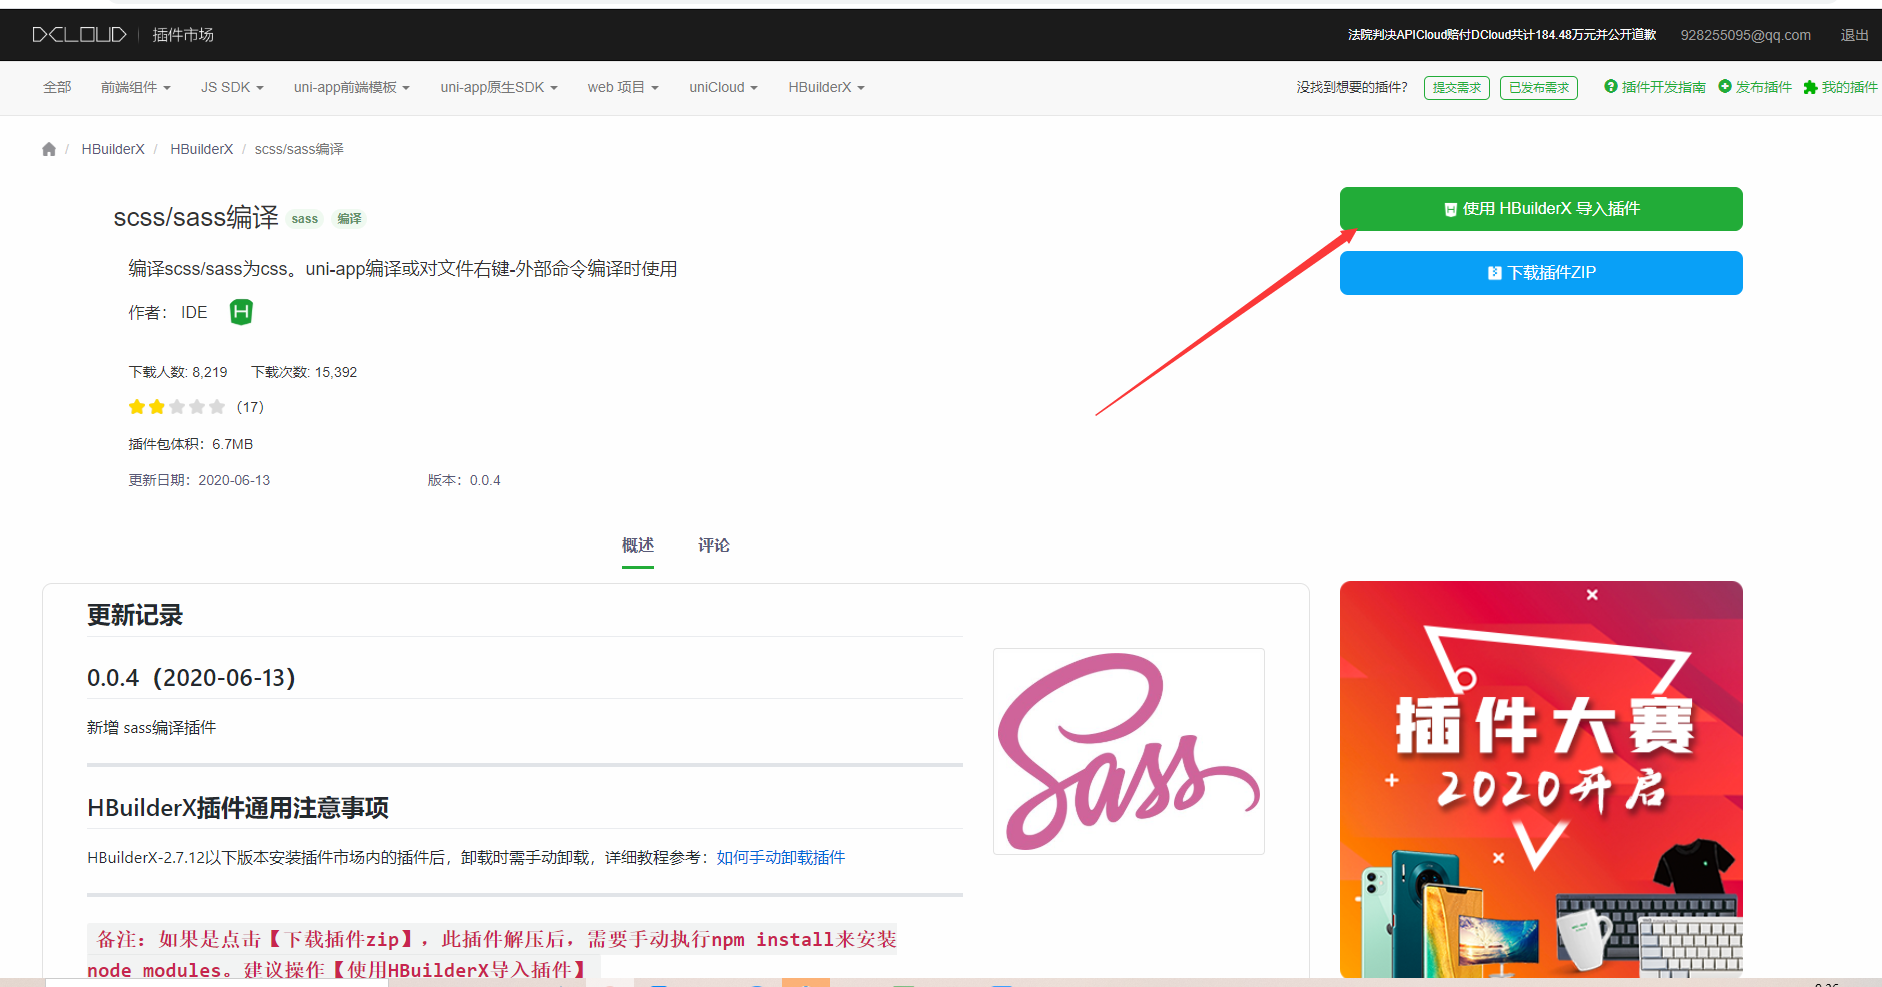 DCLOUD 插件市场 法院判决APICloud赔付DCloud共计184.48万元并公开道歉 928255095@qq.com 退出
全部 前端组件 JS SDK uni-app前端模板 uni-app原生SDK web 项目 uniCloud HBuilderX 没找到想要的插件? 提交需求 已发布需求 插件开发指南 发布插件 我的插件
/ HBuilderX / HBuilderX / scss/sass编译
scss/sass编译 sass 编译
使用 HBuilderX 导入插件
编译scss/sass为css。uni-app编译或对文件右键-外部命令编译时使用
下载插件ZIP
作者: IDE
下载人数: 8,219 下载次数: 15,392
(17)
插件包体积: 6.7MB
更新日期: 2020-06-13 版本: 0.0.4
概述 评论
更新记录
0.0.4（2020-06-13）
新增 sass编译插件
HBuilderX插件通用注意事项
HBuilderX-2.7.12以下版本安装插件市场内的插件后，卸载时需手动卸载，详细教程参考：如何手动卸载插件
备注：如果是点击【下载插件zip】，此插件解压后，需要手动执行npm install来安装
node modules。建议操作【使用HBuilderX导入插件】
Sass
插件大赛
2020开启